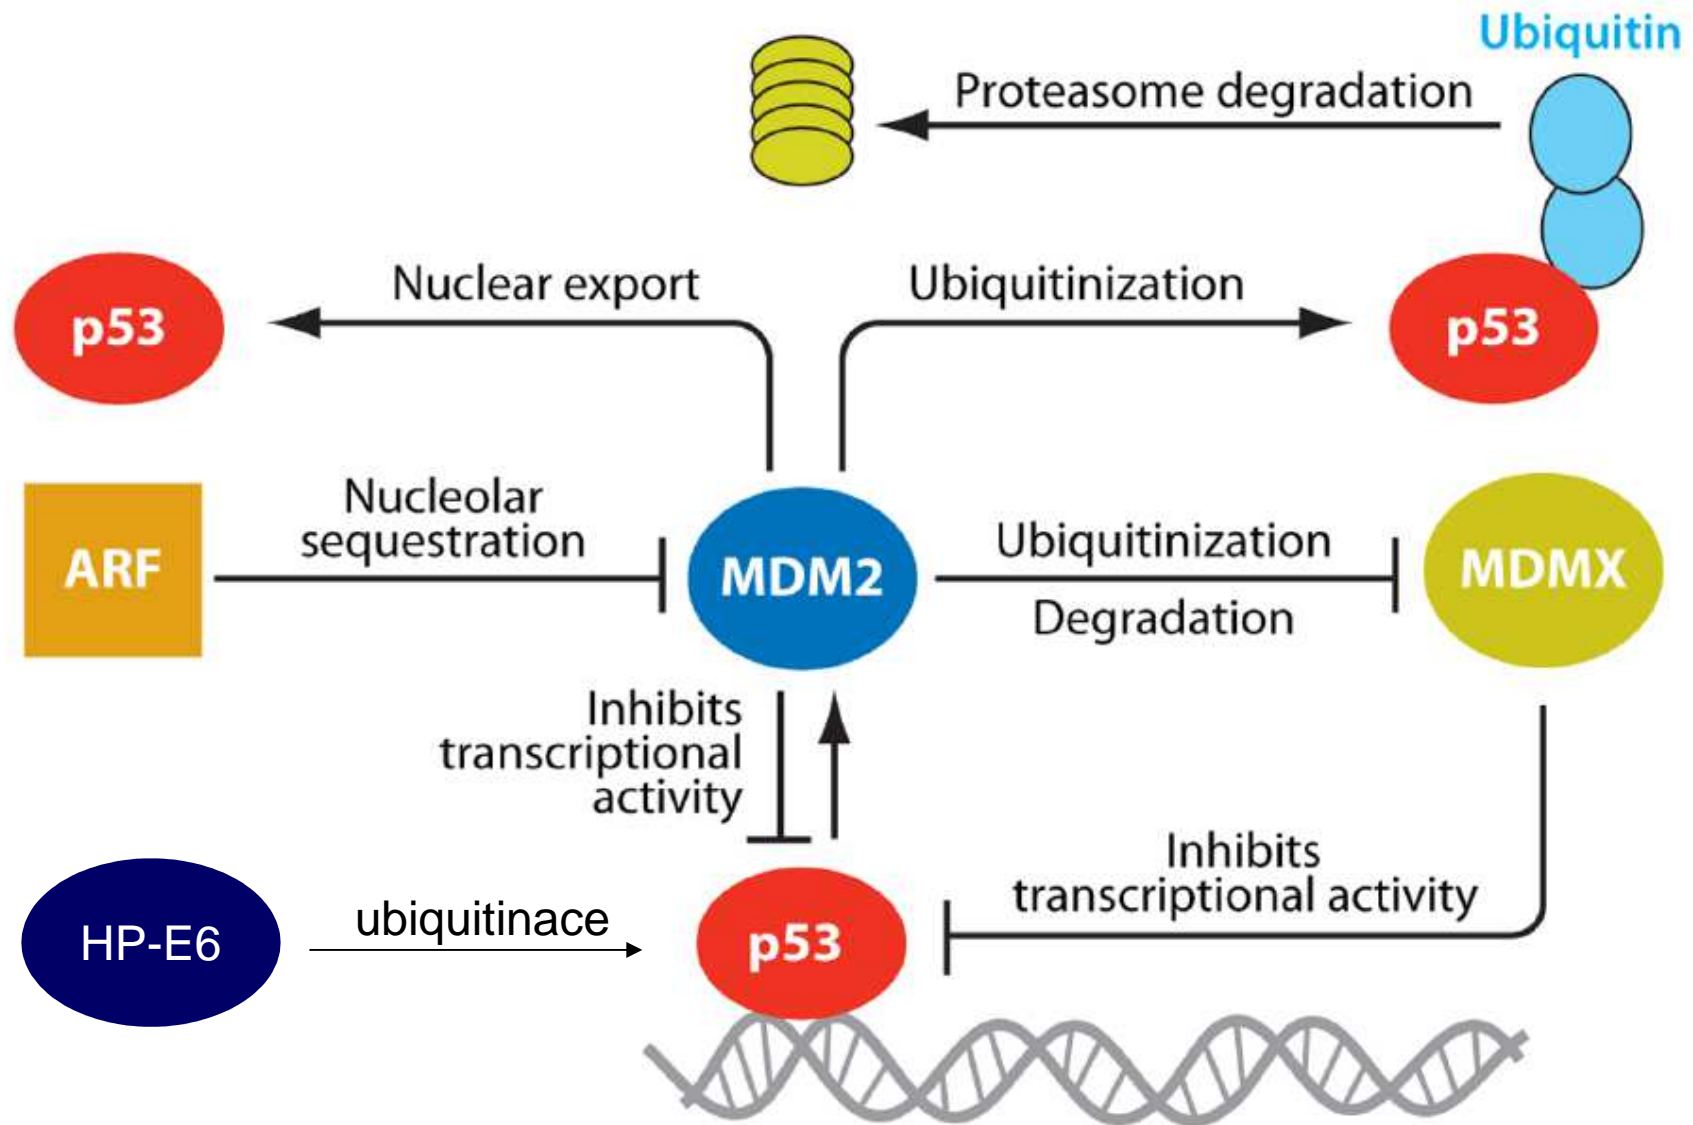 Ubiquitin
Proteasome degradation
Nuclear export
Ubiquitinization
p53
p53
Nucleolar
sequestration
ARF
MDM2
Ubiquitinization
Degradation
MDMX
Inhibits
transcriptional
activity
Inhibits
transcriptional activity
HP-E6
ubiquitinace
p53